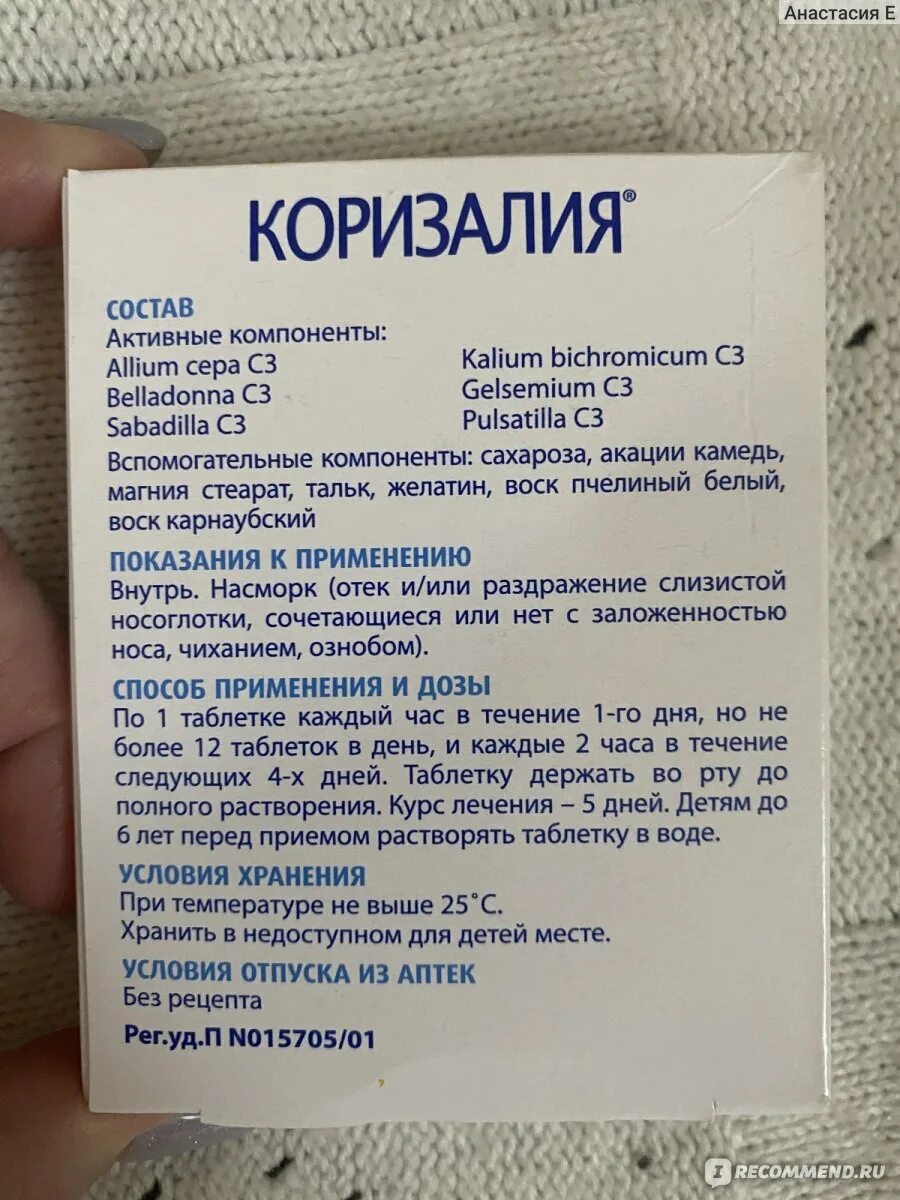 Анастасия Е
КОРИЗАЛИЯ®
СОСТАВ
Активные компоненты:
Allium cepa C3
Belladonna C3
Sabadilla C3
Kalium bichromicum C3
Gelsemium C3
Pulsatilla C3
Вспомогательные компоненты: сахароза, акации камедь,
магния стеарат, тальк, желатин, воск пчелиный белый,
воск карнаубский
ПОКАЗАНИЯ К ПРИМЕНЕНИЮ
Внутрь. Насморк (отек и/или раздражение слизистой
носоглотки, сочетающиеся или нет с заложенностью
носа, чиханием, ознобом).
СПОСОБ ПРИМЕНЕНИЯ И ДОЗЫ
По 1 таблетке каждый час в течение 1-го дня, но не
более 12 таблеток в день, и каждые 2 часа в течение
следующих 4-х дней. Таблетку держать во рту до
полного растворения. Курс лечения – 5 дней. Детям до
6 лет перед приемом растворять таблетку в воде.
УСЛОВИЯ ХРАНЕНИЯ
При температуре не выше 25˚С.
Хранить в недоступном для детей месте.
УСЛОВИЯ ОТПУСКА ИЗ АПТЕК
Без рецепта
Рег.уд.П N015705/01
I RECOMMEND.RU